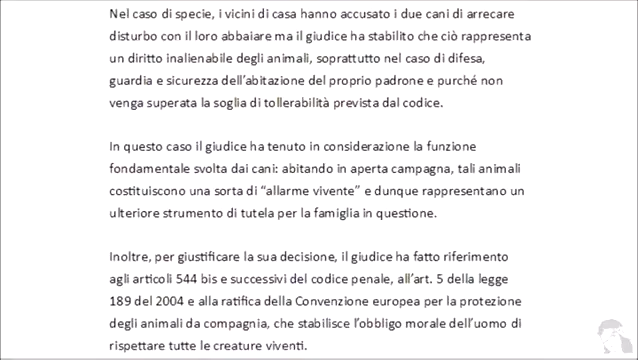 Nel caso di specie, i vicini di casa hanno accusato i due cani di arrecare
disturbo con il loro abbaiare ma il giudice ha stabilito che ciò rappresenta
un diritto inalienabile degli animali, soprattutto nel caso di difesa,
guardia e sicurezza dell'abitazione del proprio padrone e purché non
venga superata la soglia di tollerabilità prevista dal codice.
In questo caso il giudice ha tenuto in considerazione la funzione
fondamentale svolta dai cani: abitando in aperta campagna, tali animali
costituiscono una sorta di “allarme vivente” e dunque rappresentano un
ulteriore strumento di tutela per la famiglia in questione.
Inoltre, per giustificare la sua decisione, il giudice ha fatto riferimento
agli articoli 544 bis e successivi del codice penale, all'art. 5 della legge
189 del 2004 e alla ratifica della Convenzione europea per la protezione
degli animali da compagnia, che stabilisce l'obbligo morale dell'uomo di
rispettare tutte le creature viventi.